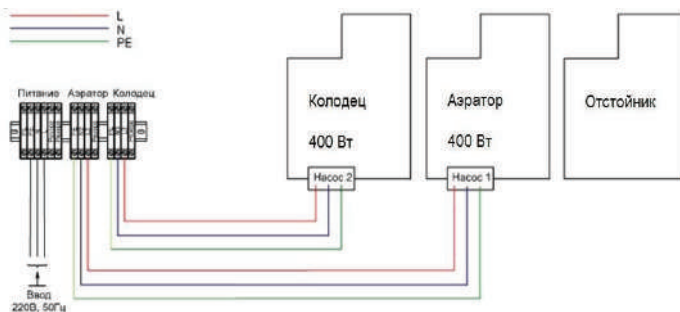 L
N
PE
Питание Аэратор Колодец
Колодец
400 Вт
Насос 2
Аэратор
400 Вт
Насос 1
Отстойник
Ввод
220В, 50Гц